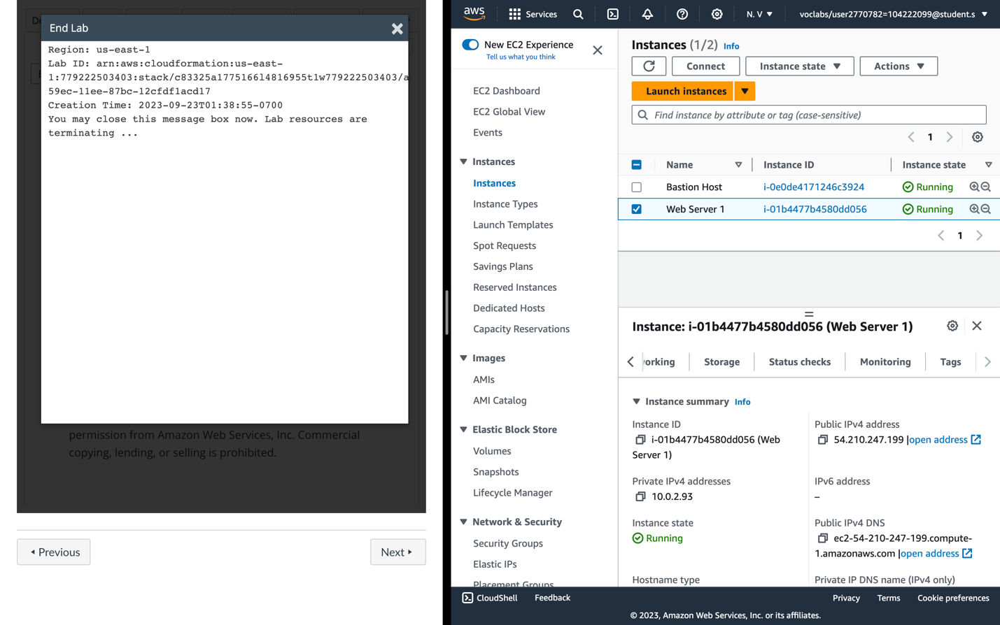 End Lab
Region: us-east-1
Lab ID: arn:aws:cloudformation:us-east-
1:779222503403:stack/c83325a1775166l4816955t1w779222503403/a
59ec-11ee-87bc-12cfdf1acd17
Creation Time: 2023-09-23T01:38:55-0700
You may close this message box now. Lab resources are
terminating ...
permission from Amazon Web Services, Inc. Commercial
copying, lending, or selling is prohibited.
Previous
Next
aws
Services
N. V
voclabs/user2770782=104222099@student.s
New EC2 Experience
Tell us what you think
EC2 Dashboard
EC2 Global View
Events
Instances
Instances
Instance Types
Launch Templates
Spot Requests
Savings Plans
Reserved Instances
Dedicated Hosts
Capacity Reservations
Images
AMIs
AMI Catalog
Elastic Block Store
Volumes
Snapshots
Lifecycle Manager
Network & Security
Security Groups
Elastic IPs
Placement Groups
Instances (1/2) Info
Connect
Instance state
Actions
Launch instances
Find instance by attribute or tag (case-sensitive)
1
Name Instance ID Instance state
Bastion Host i-0e0de4171246c3924 Running
Web Server 1 i-01b4477b4580dd056 Running
1
Instance: i-01b4477b4580dd056 (Web Server 1)
orking Storage Status checks Monitoring Tags
Instance summary Info
Instance ID
i-01b4477b4580dd056 (Web
Server 1)
Public IPv4 address
54.210.247.199 |open address
Private IPv4 addresses
10.0.2.93
IPv6 address
–
Instance state
Running
Public IPv4 DNS
ec2-54-210-247-199.compute-
1.amazonaws.com |open address
Hostname type
Private IP DNS name (IPv4 only)
CloudShell Feedback
Privacy Terms Cookie preferences
© 2023, Amazon Web Services, Inc. or its affiliates.